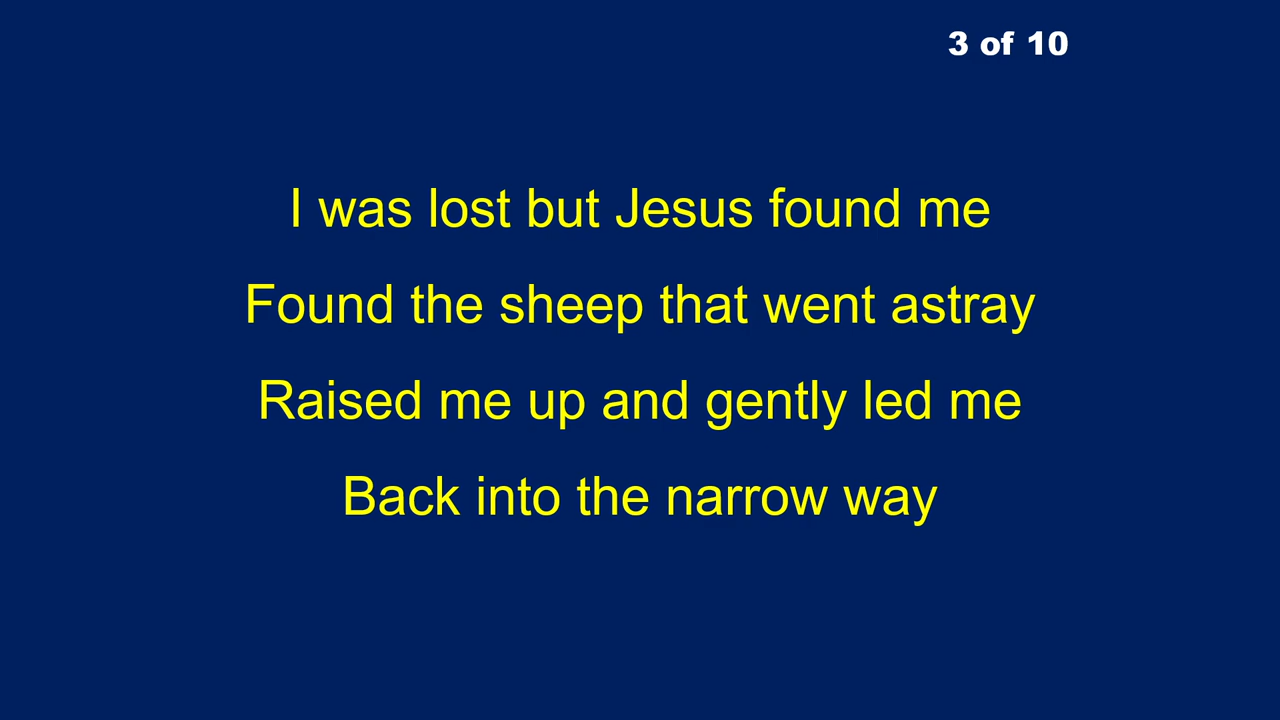 3 of 10
I was lost but Jesus found me
Found the sheep that went astray
Raised me up and gently led me
Back into the narrow way